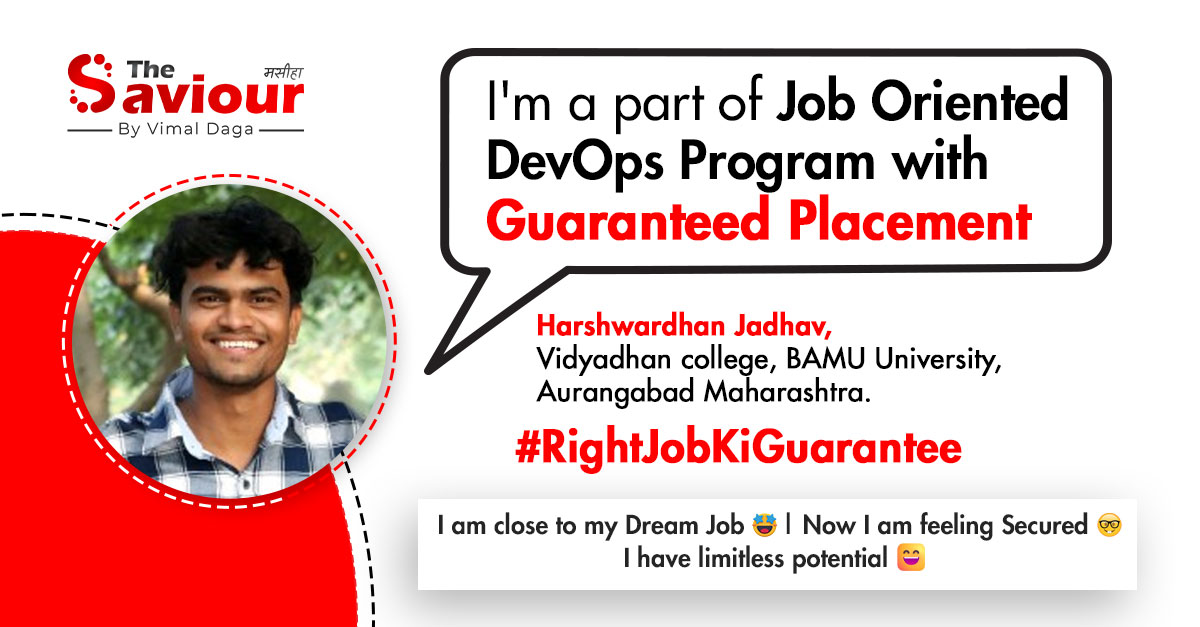 The
मसीहा
Saviour
By Vimal Daga
I'm a part of Job Oriented
DevOps Program with
Guaranteed Placement
Harshwardhan Jadhav,
Vidyadhan college, BAMU University,
Aurangabad Maharashtra.
#RightJobKiGuarantee
I am close to my Dream Job 🤩 | Now I am feeling Secured 🤓
I have limitless potential 😄